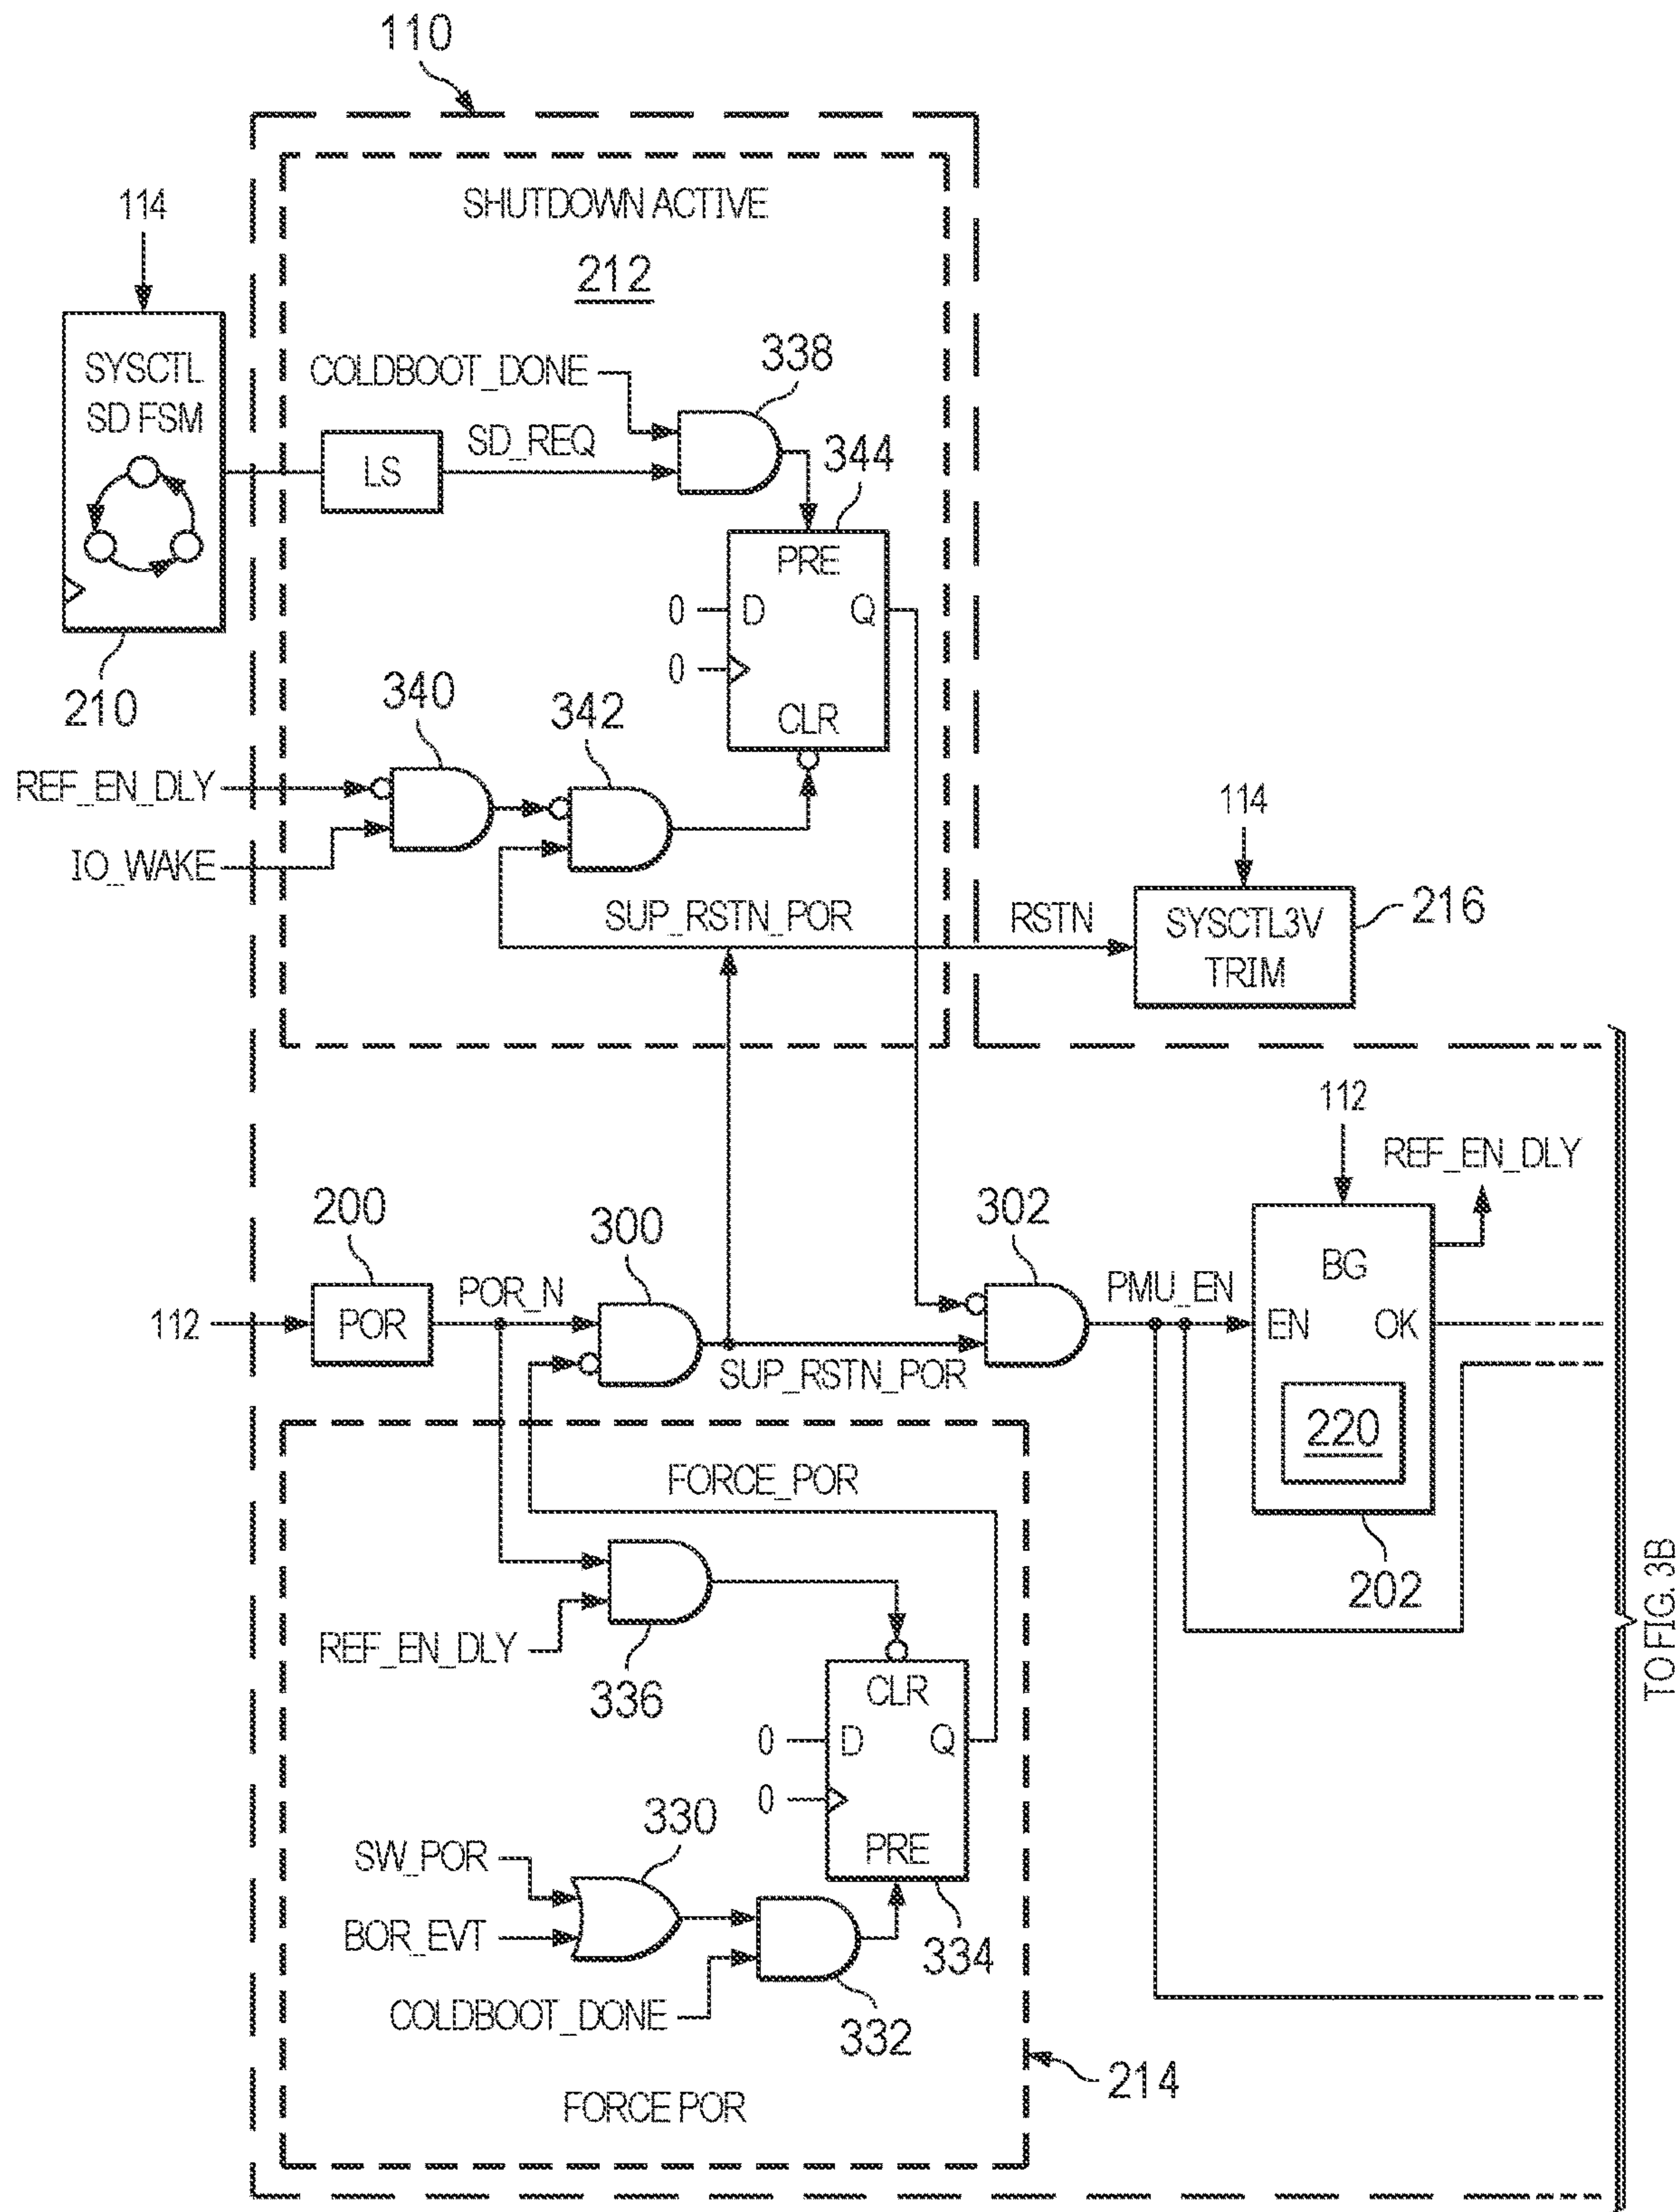 110
SHUTDOWN ACTIVE
212
114
SYSCTL
SD FSM
210
COLDBOOT_DONE
338
LS
SD_REQ
344
PRE
0
D
Q
0
CLR
340
342
REF_EN_DLY
IO_WAKE
SUP_RSTN_POR
RSTN
114
SYSCTL3V
TRIM
216
112
REF_EN_DLY
200
300
302
112
POR
POR_N
SUP_RSTN_POR
PMU_EN
BG
EN
OK
220
202
FORCE_POR
REF_EN_DLY
336
CLR
0
D
Q
0
PRE
330
SW_POR
BOR_EVT
334
COLDBOOT_DONE
332
214
FORCE POR
TO FIG. 3B